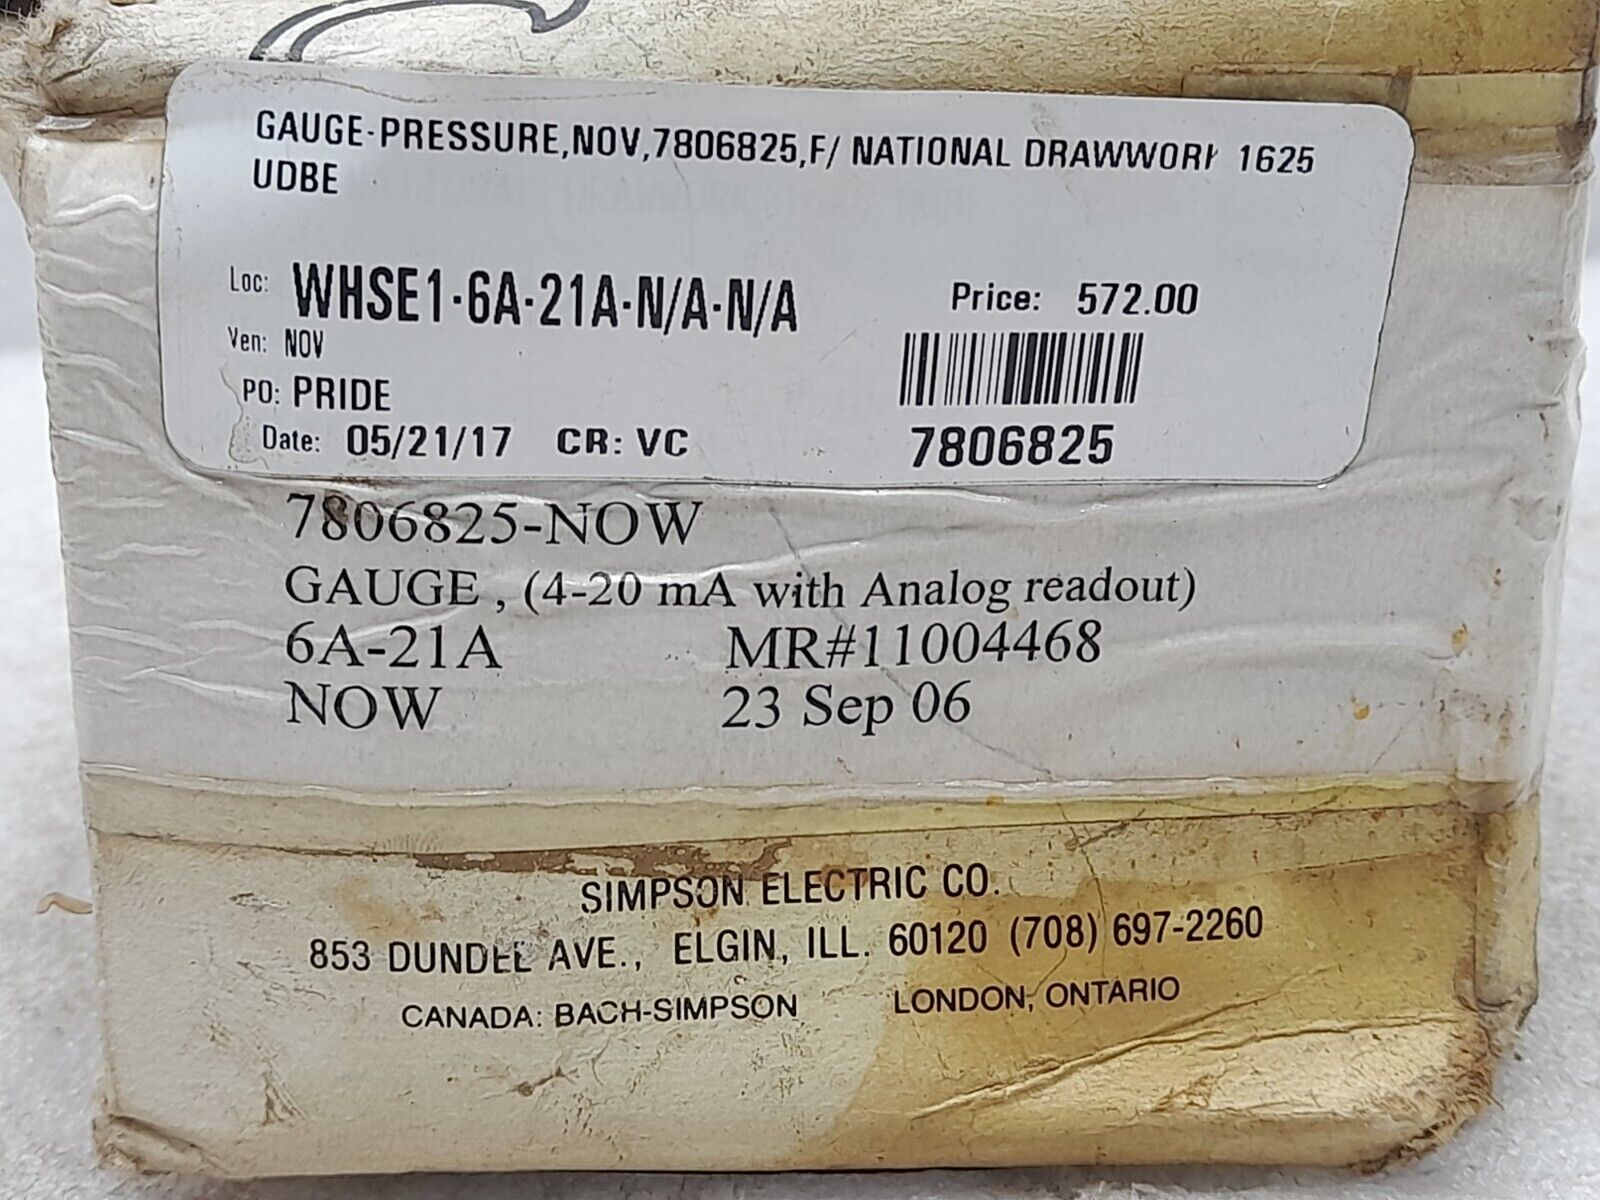 GAUGE-PRESSURE,NOV,7806825,F/ NATIONAL DRAWWORK 1625
UDBE
Loc: WHSE1-6A-21A-N/A-N/A
Price: 572.00
Ven: NOV
PO: PRIDE
Date: 05/21/17 CR: VC
7806825
7806825-NOW
GAUGE , (4-20 mA with Analog readout)
6A-21A MR#11004468
NOW 23 Sep 06
SIMPSON ELECTRIC CO.
853 DUNDEE AVE., ELGIN, ILL. 60120 (708) 697-2260
CANADA: BACH-SIMPSON LONDON, ONTARIO